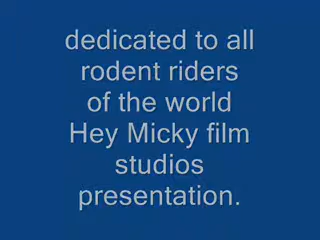 dedicated to all
rodent riders
of the world
Hey Micky film
studios
presentation.